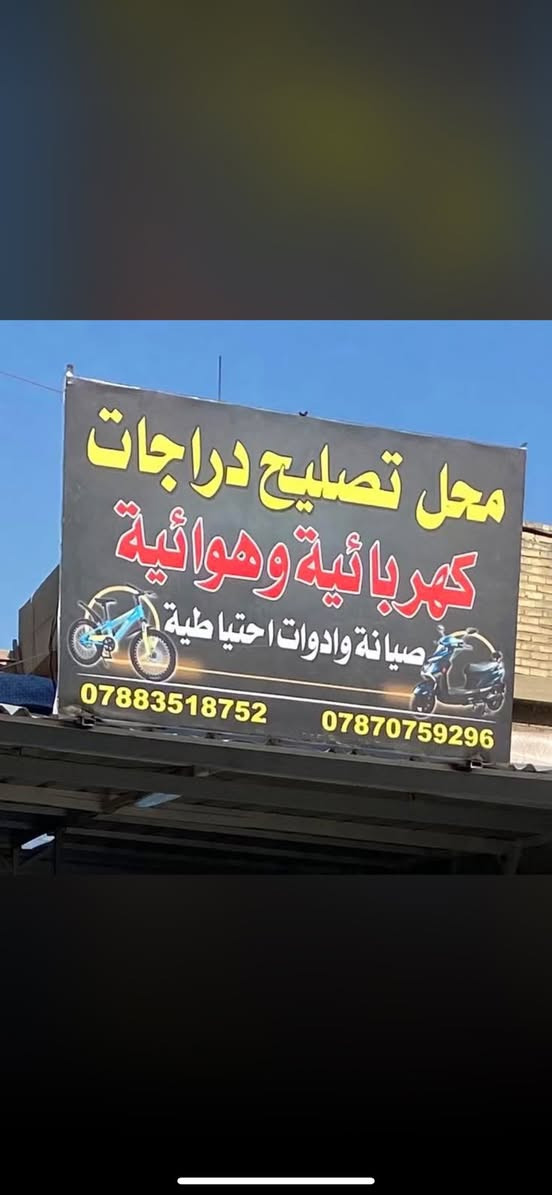 محل تصليح دراجات
كهربائية وهوائية
صيانة وادوات احتياطية
07883518752
07870759296